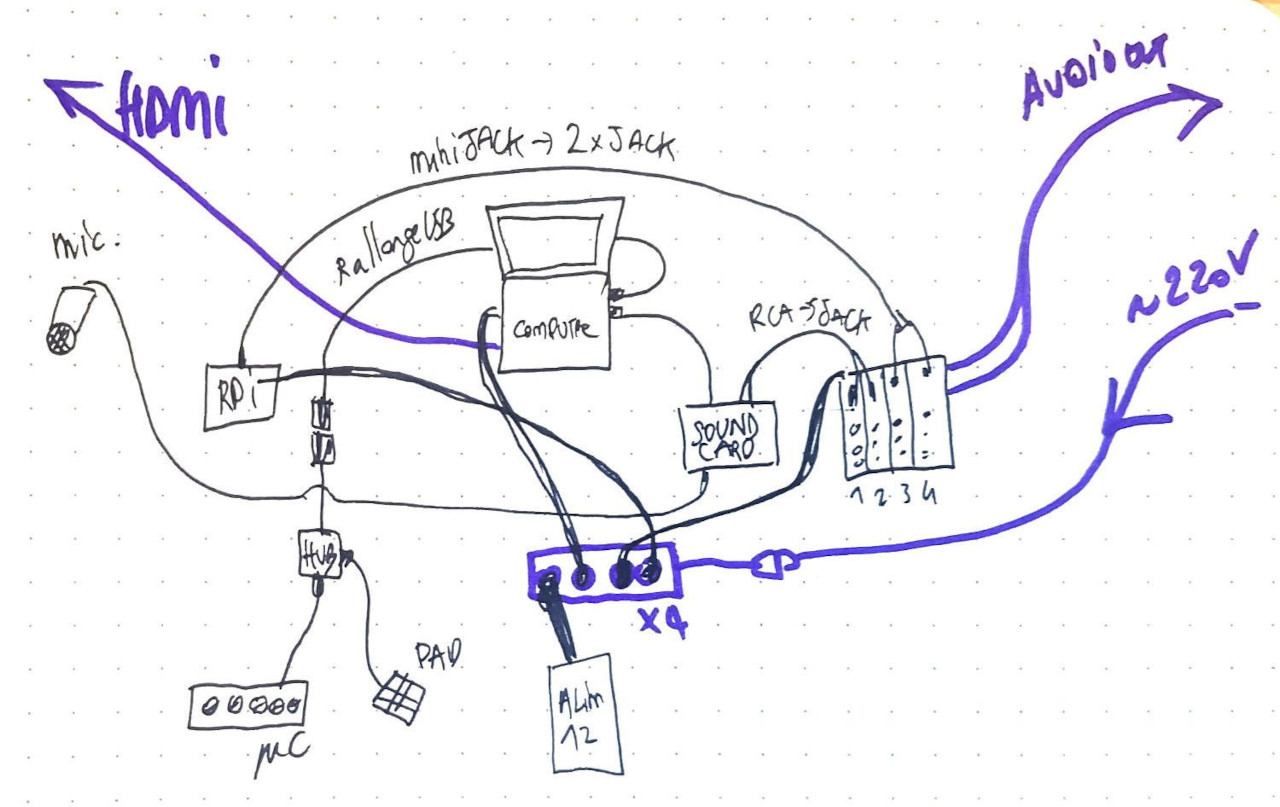 HDMi
AUDiO OUT
miniJACK → 2xJACK
mic.
RallongeUSB
~220V
RCA→JACK
COMPUTER
RPi
SOUND
CARD
1 2 3 4
HUB
x4
PAD
ALim
12
μC